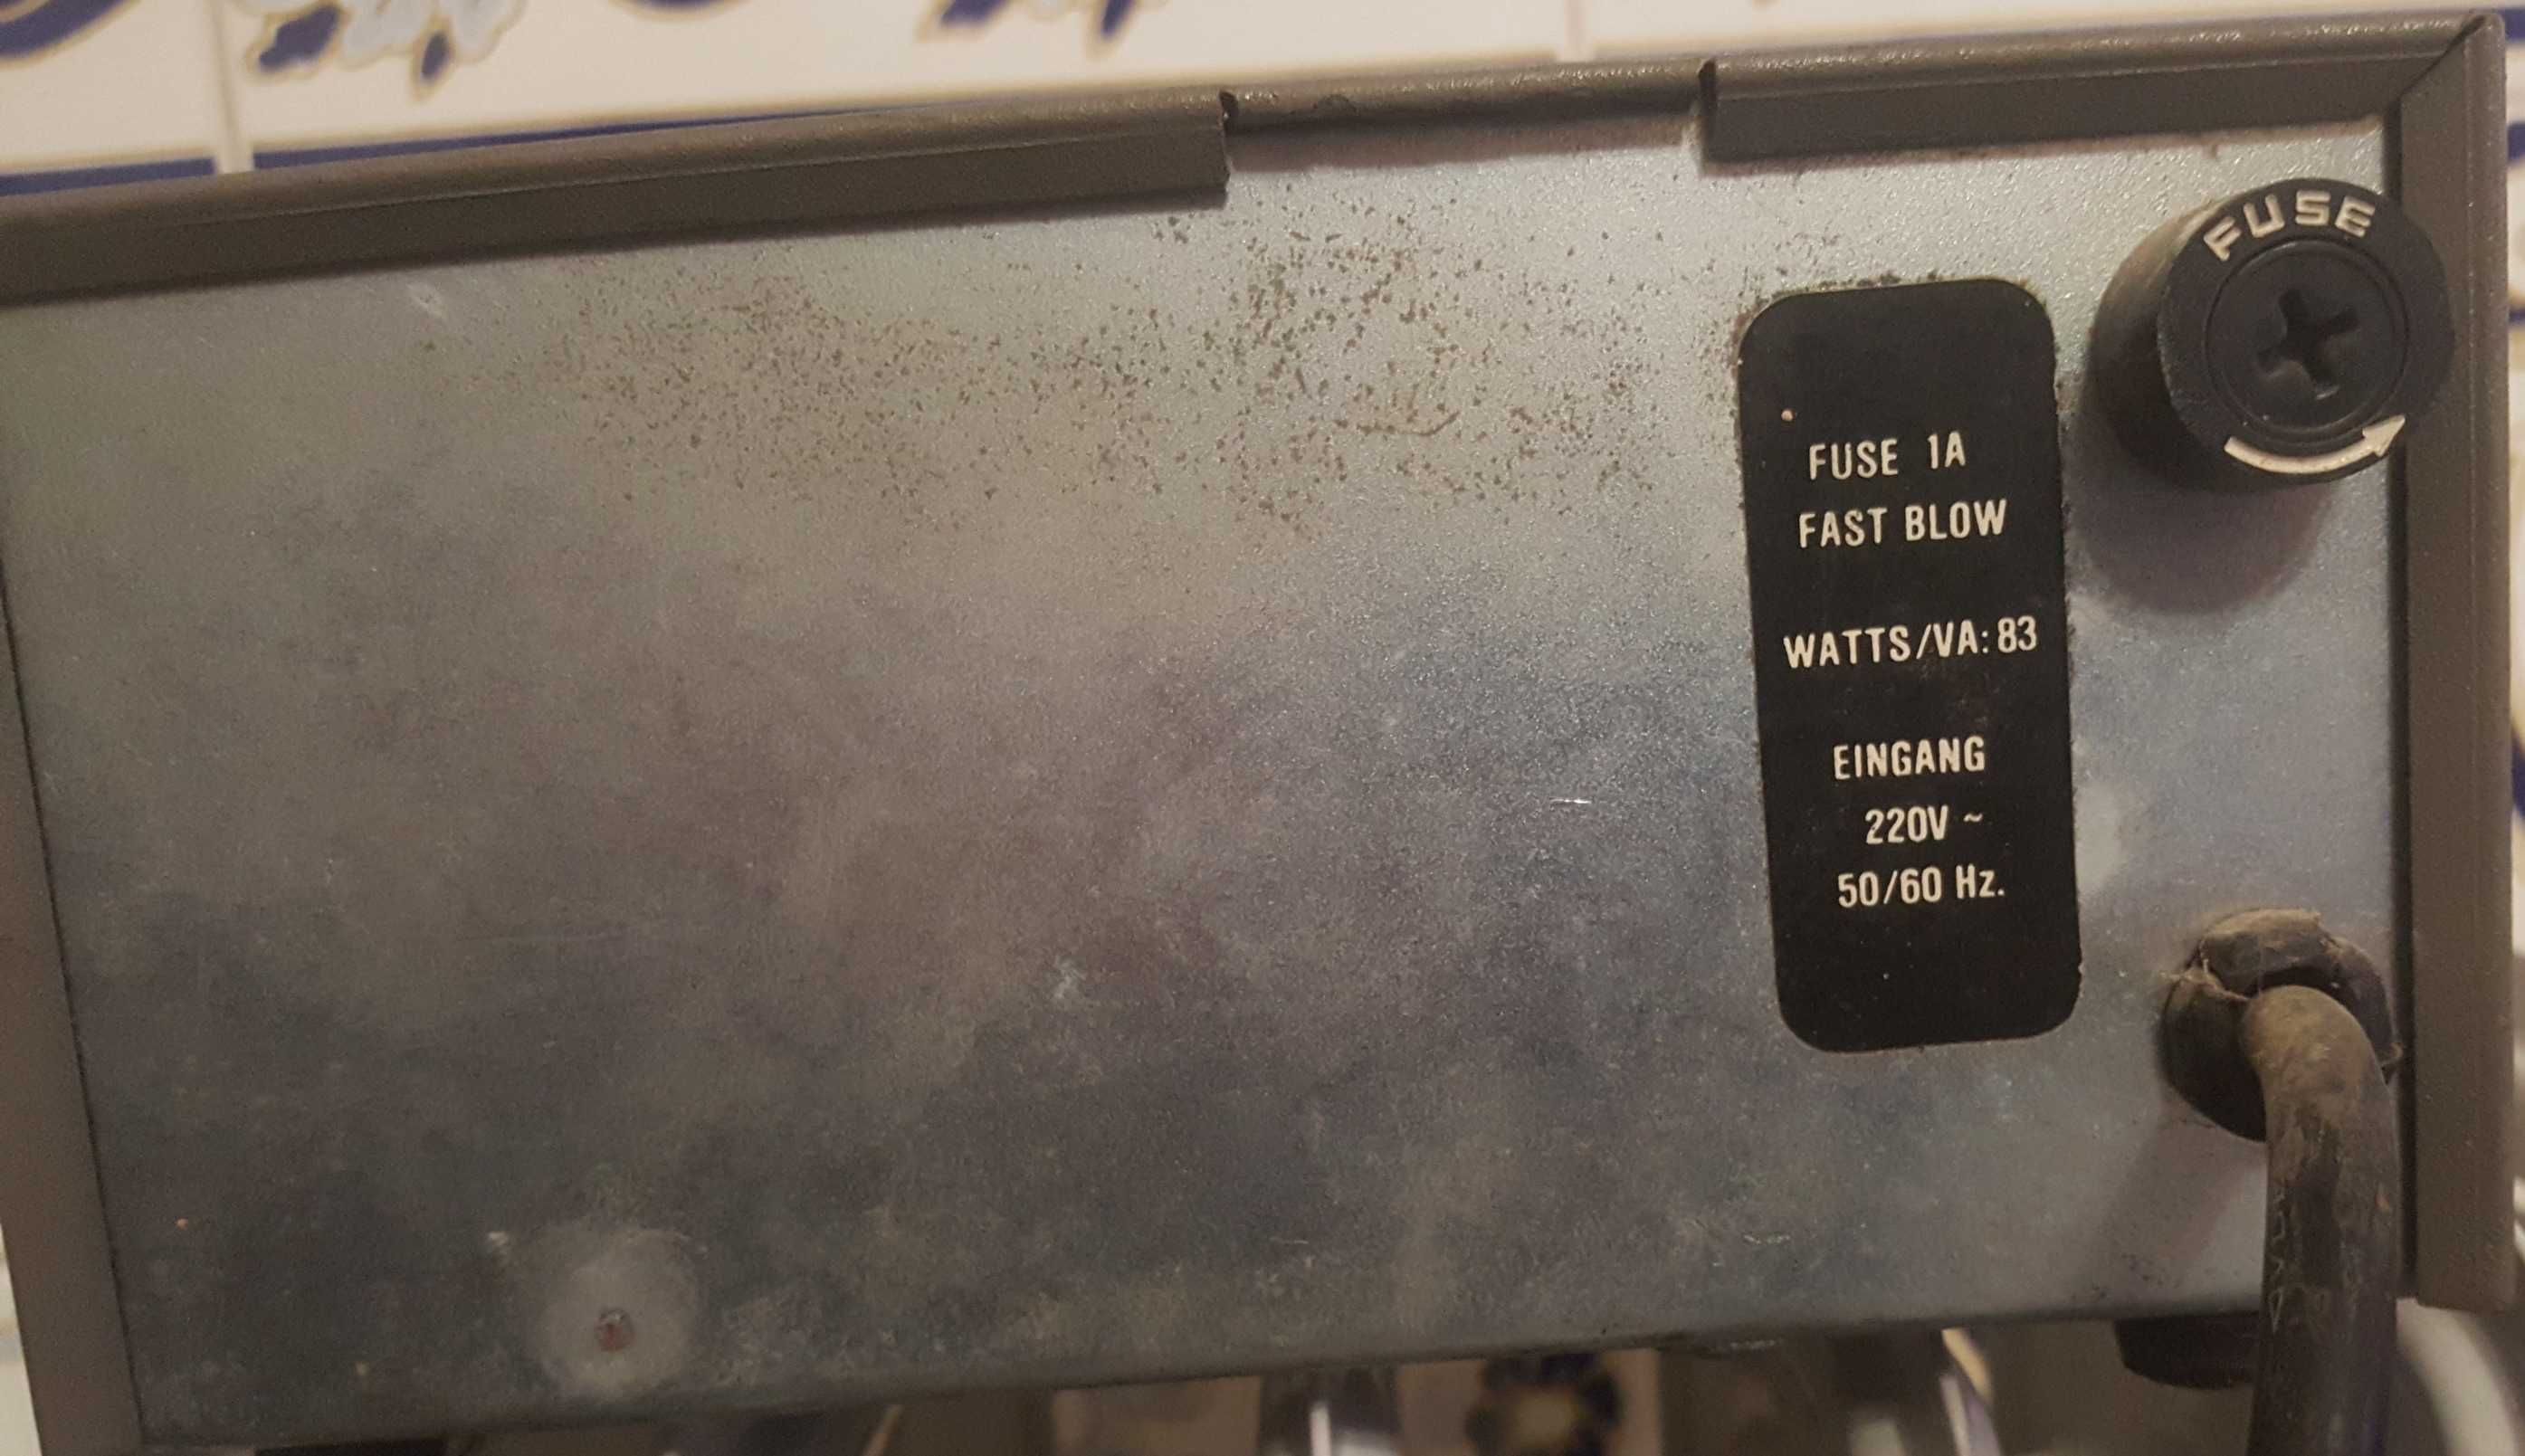 FUSE
FUSE 1A
FAST BLOW
WATTS/VA: 83
EINGANG
220V ~
50/60 Hz.